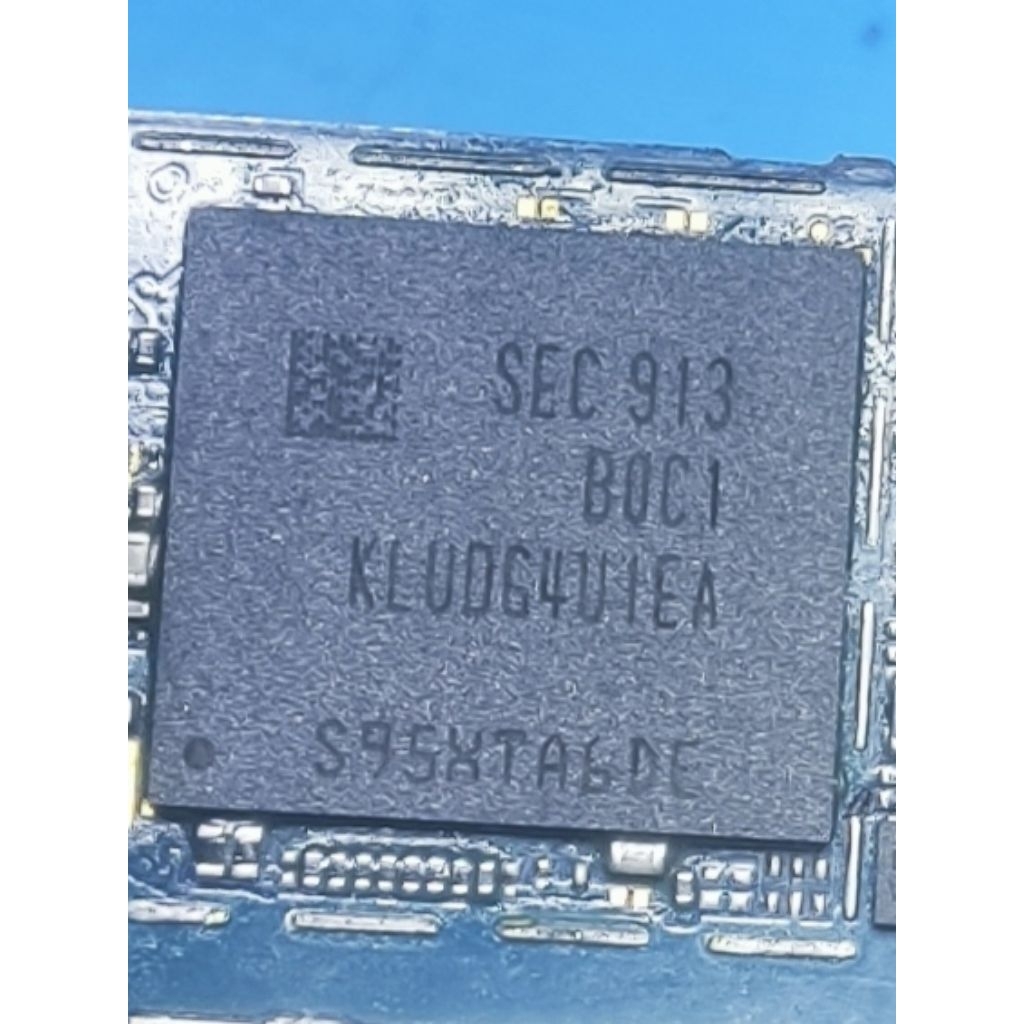 SEC 913
B0C1
KLUDG4U1EA
S95XTA6DC